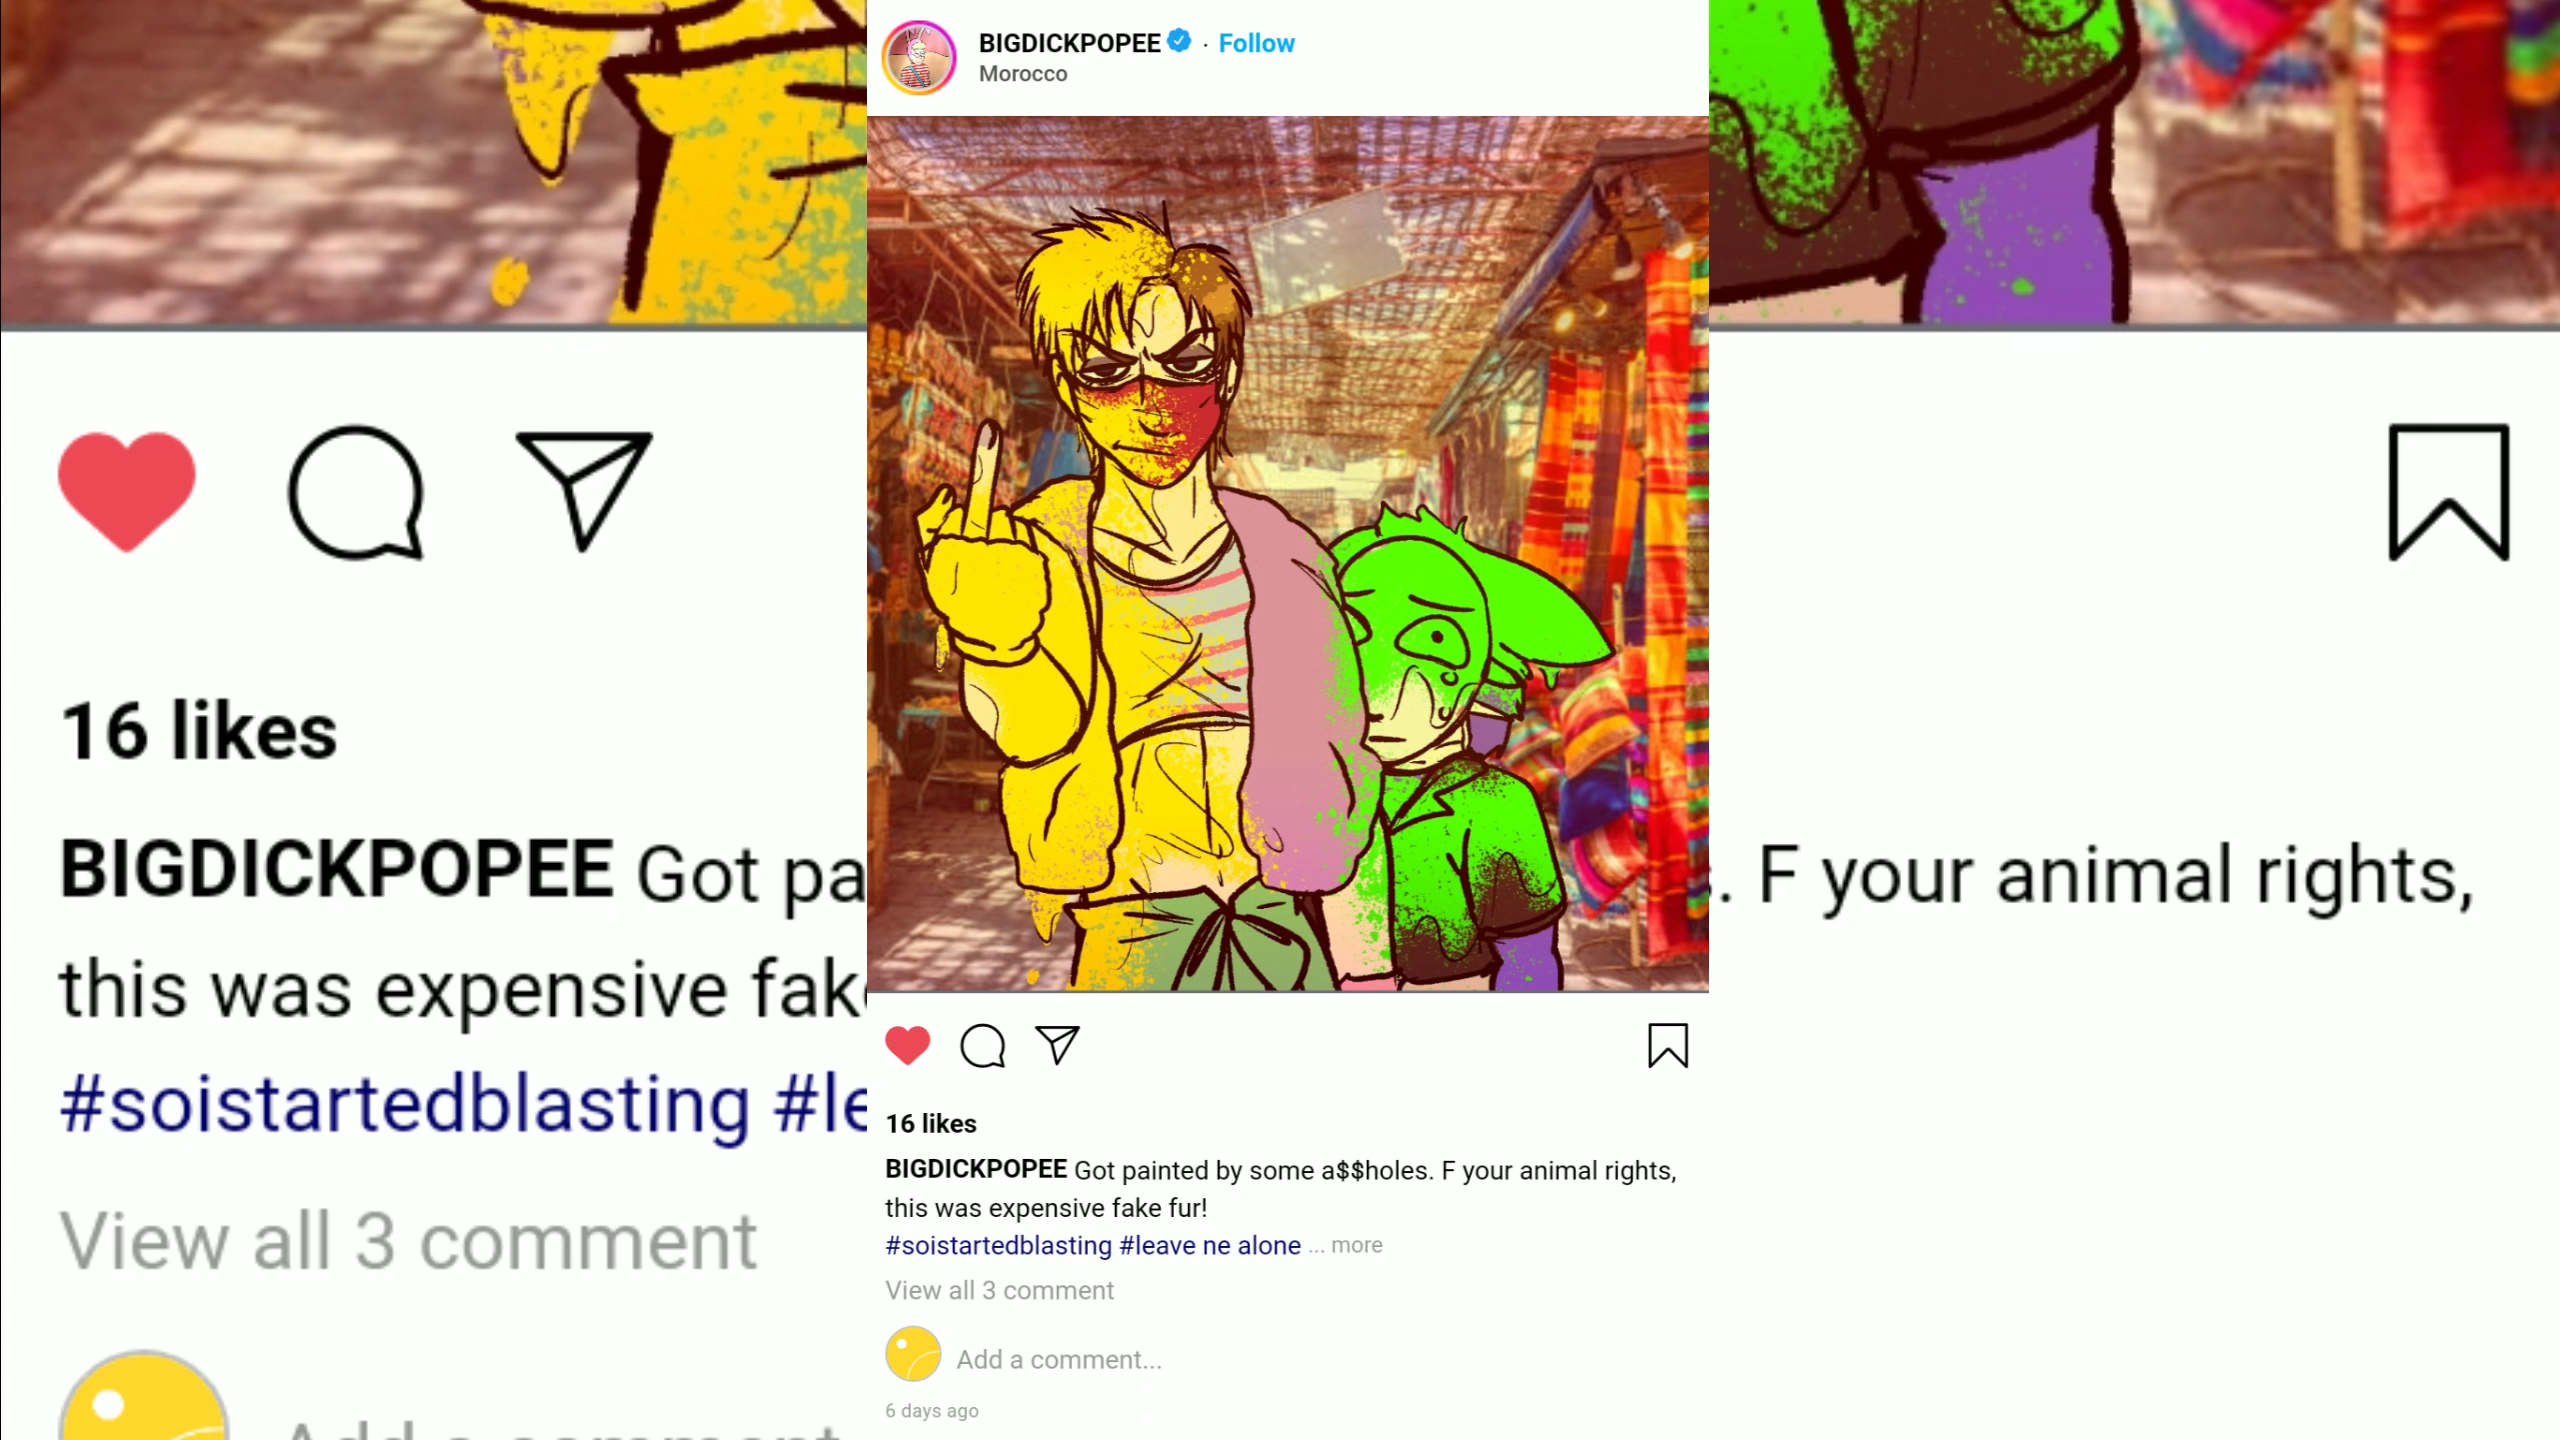 BIGDICKPOPEE · Follow
Morocco
16 likes
BIGDICKPOPEE Got painted by some a$$holes. F your animal rights,
this was expensive fake fur!
#soistartedblasting #leave ne alone ... more
View all 3 comment
Add a comment...
6 days ago
16 likes
BIGDICKPOPEE Got pa
. F your animal rights,
this was expensive fak
#soistartedblasting #le
View all 3 comment
Add a comment